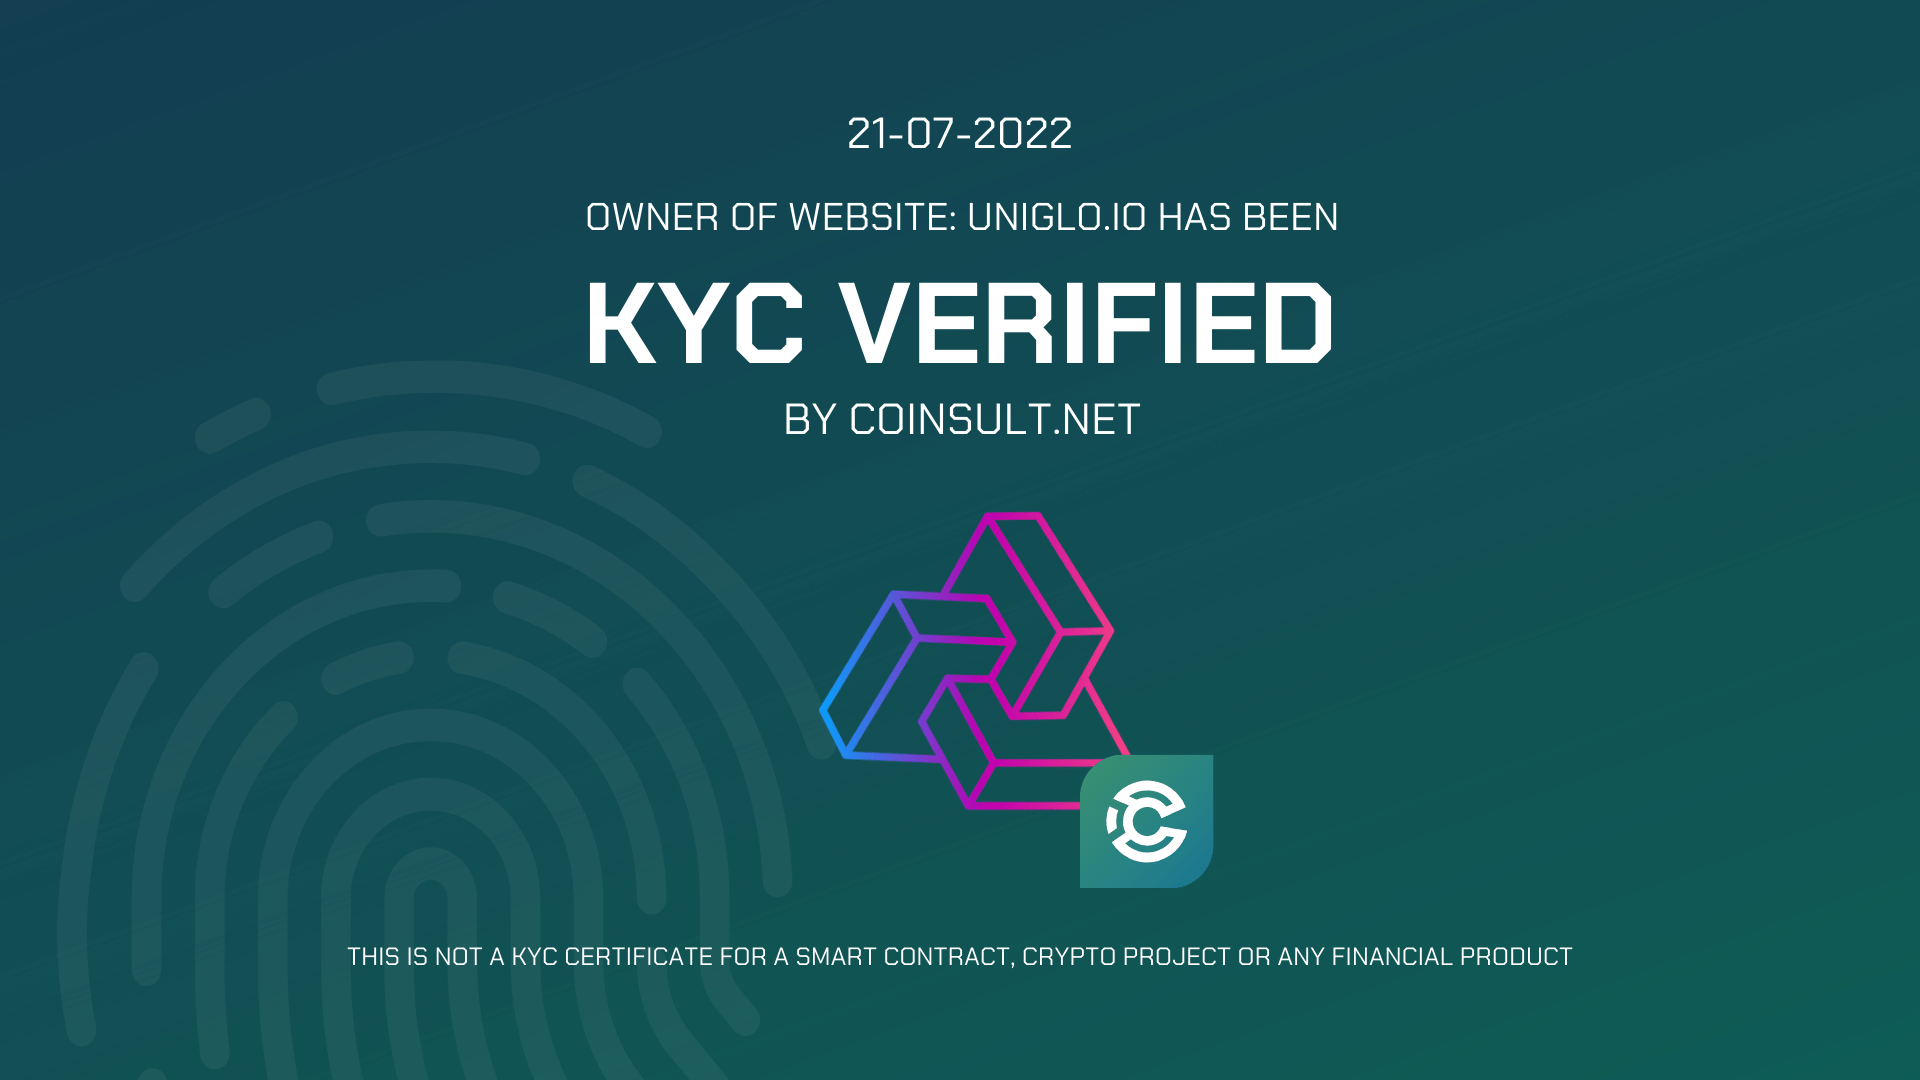 21-07-2022
OWNER OF WEBSITE: UNIGLO.IO HAS BEEN
KYC VERIFIED
BY COINSULT.NET
THIS IS NOT A KYC CERTIFICATE FOR A SMART CONTRACT, CRYPTO PROJECT OR ANY FINANCIAL PRODUCT